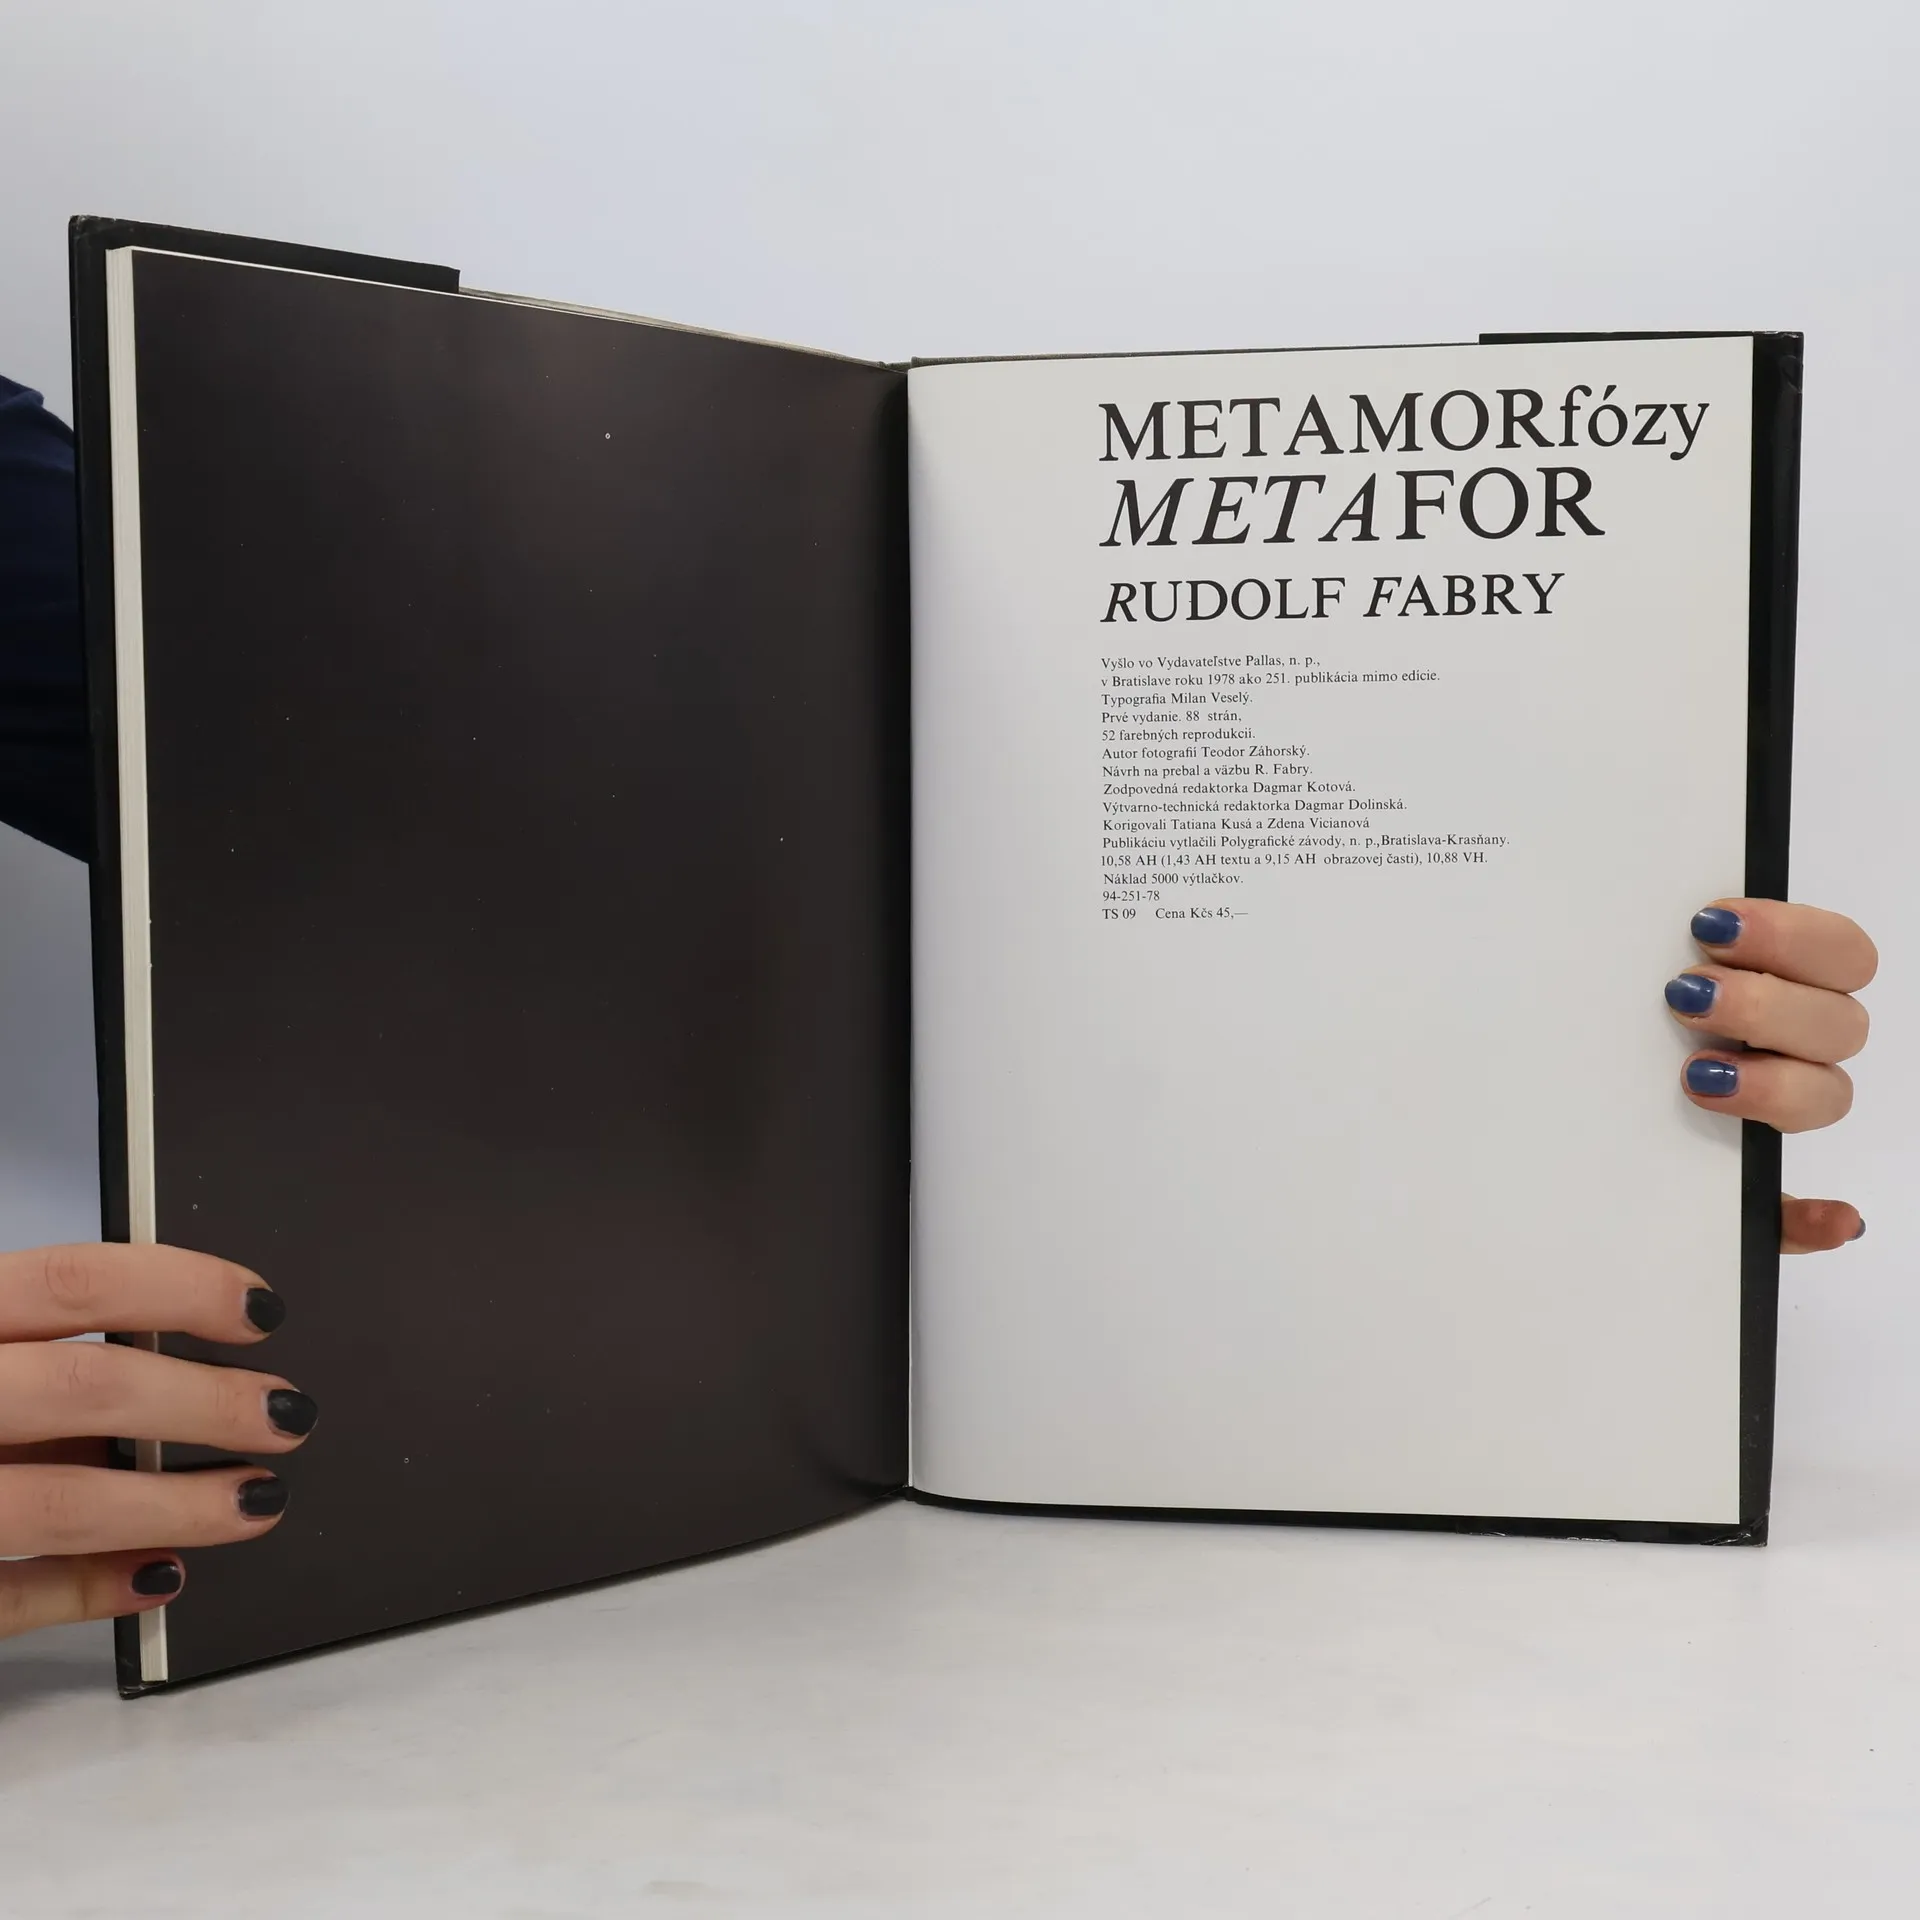 METAMORfózy
METAFOR
RUDOLF FABRY
Vyšlo vo Vydavateľstve Pallas, n. p.,
v Bratislave roku 1978 ako 251. publikácia mimo edície.
Typografia Milan Veselý.
Prvé vydanie. 88 strán,
52 farebných reprodukcií.
Autor fotografií Teodor Záhorský.
Návrh na prebal a väzbu R. Fabry.
Zodpovedná redaktorka Dagmar Kotová.
Výtvarno-technická redaktorka Dagmar Dolinská.
Korigovali Tatiana Kusá a Zdena Vicianová
Publikáciu vytlačili Polygrafické závody, n. p.,Bratislava-Krasňany.
10,58 AH (1,43 AH textu a 9,15 AH obrazovej časti), 10,88 VH.
Náklad 5000 výtlačkov.
94-251-78
TS 09 Cena Kčs 45,—